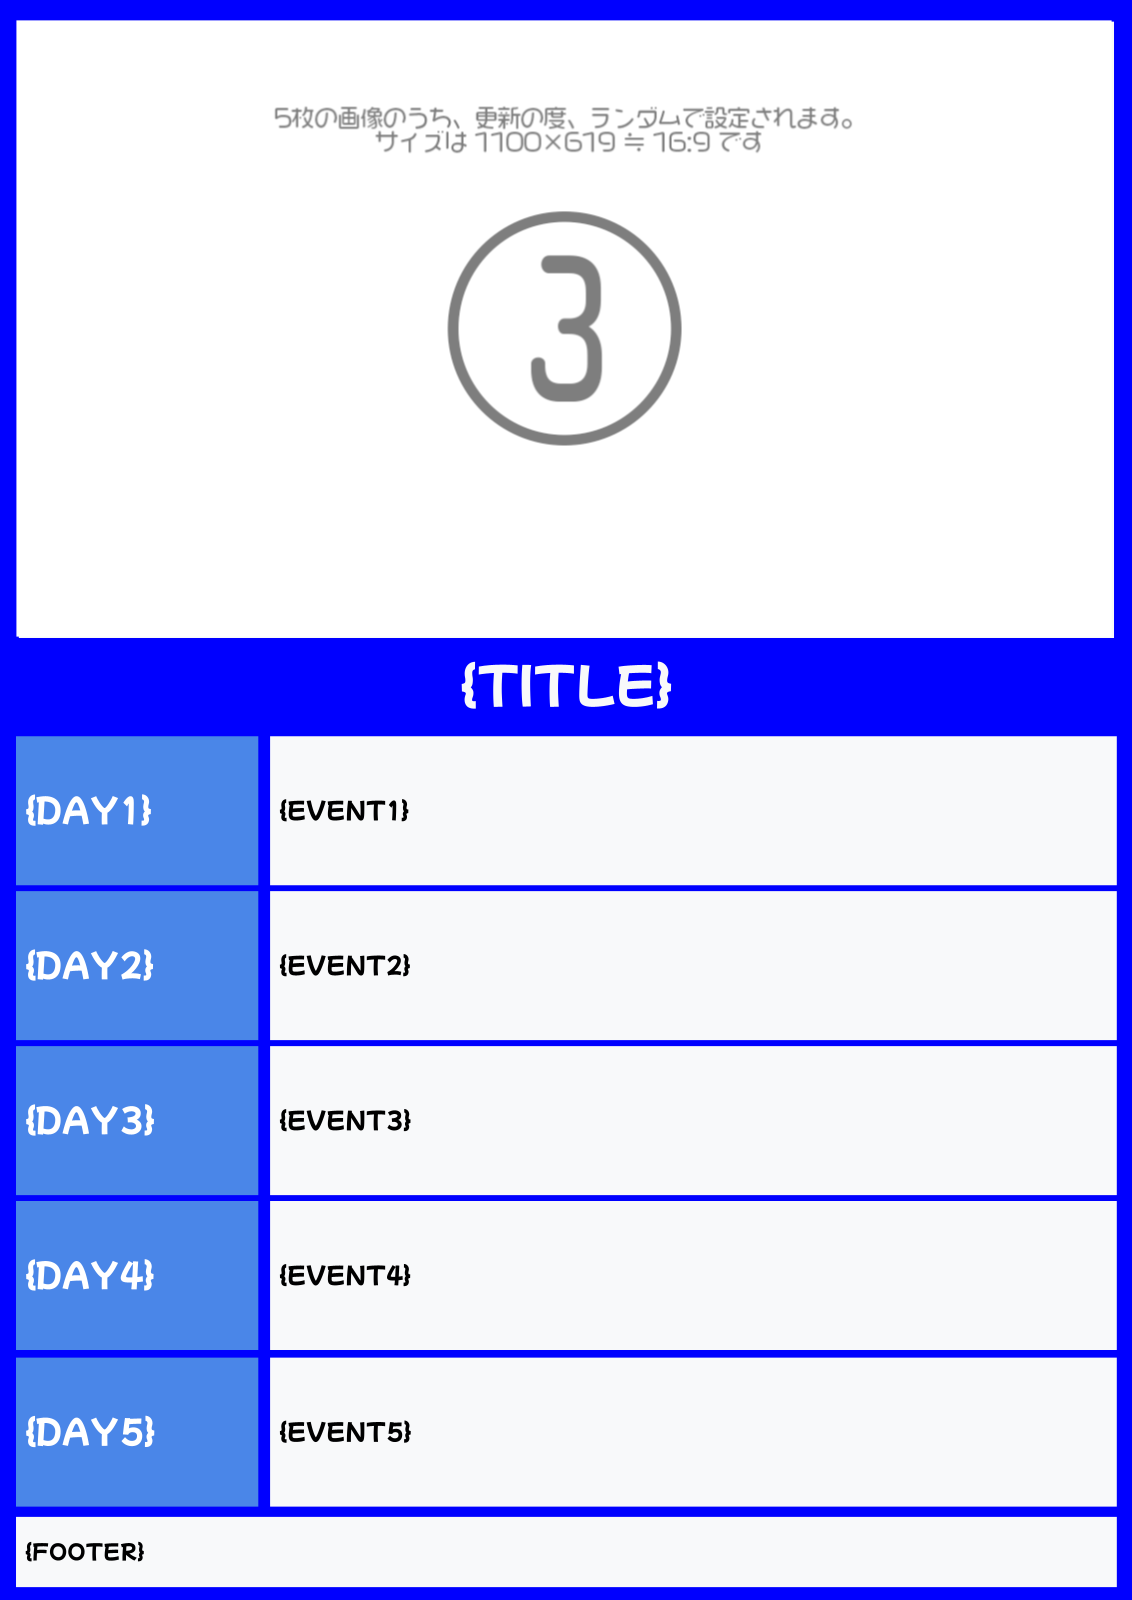 5枚の画像のうち、更新の度、ランダムで設定されます。
サイズは 1100×619 ≒ 16:9 です
3
{TITLE}
{DAY1}
{EVENT1}
{DAY2}
{EVENT2}
{DAY3}
{EVENT3}
{DAY4}
{EVENT4}
{DAY5}
{EVENT5}
{FOOTER}